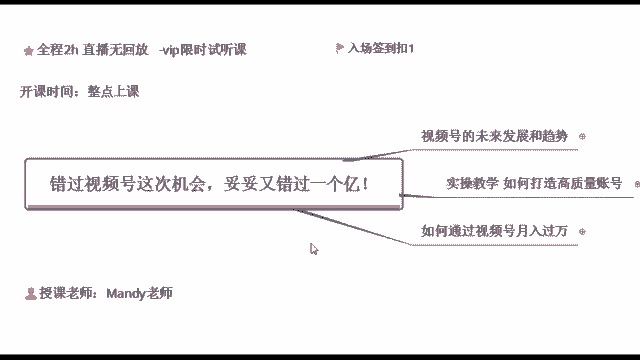 全程2h 直播无回放 -vip限时试听课
入场签到扣1
开课时间：整点上课
视频号的未来发展和趋势
错过视频号这次机会，妥妥又错过一个亿！
实操教学 如何打造高质量账号
如何通过视频号月入过万
授课老师：Mandy老师